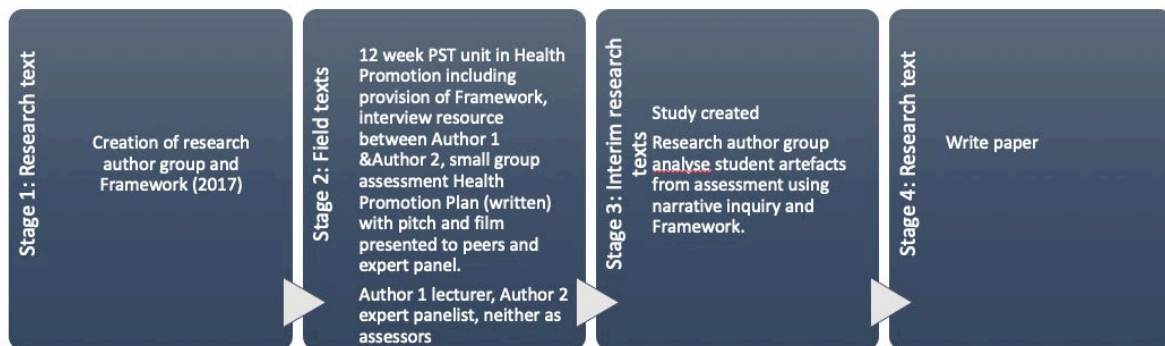 Stage 1: Research text
Creation of research
author group and
Framework (2017)
Stage 2: Field texts
12 week PST unit in Health
Promotion including
provision of Framework,
interview resource
between Author 1
&Author 2, small group
assessment Health
Promotion Plan (written)
with pitch and film
presented to peers and
expert panel.
Author 1 lecturer, Author 2
expert panelist, neither as
assessors
Stage 3: Interim research
texts
Study created
Research author group
analyse student artefacts
from assessment using
narrative inquiry and
Framework.
Stage 4: Research text
Write paper